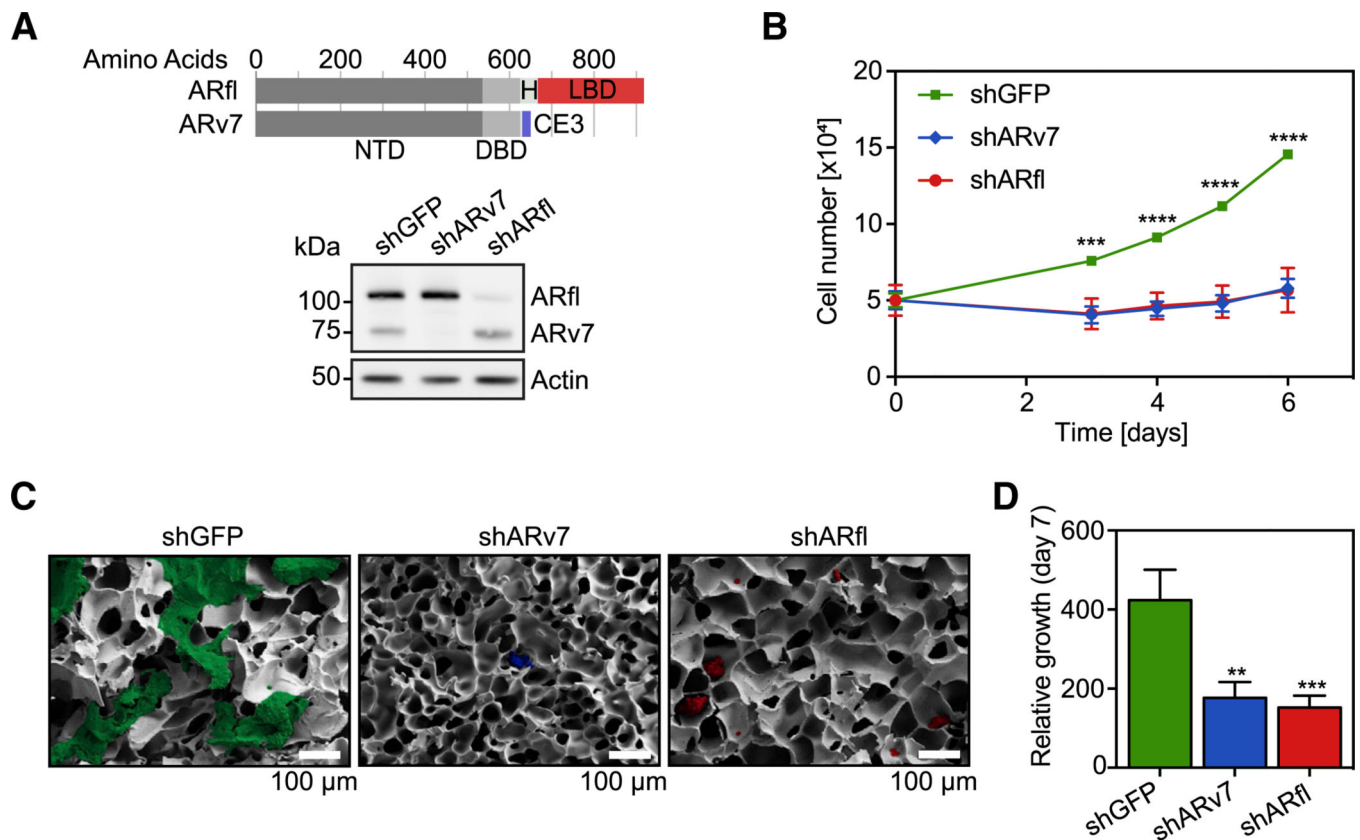 A
Amino Acids 0 200 400 600 800
ARfl H LBD
ARv7 CE3
NTD DBD
kDa shGFP shARv7 shARfl
100 ARfl
75 ARv7
50 Actin
B
20
15
10
5
0
Cell number [x10⁴]
shGFP
shARv7
shARfl
*** **** **** ****
0 2 4 6
Time [days]
C
shGFP shARv7 shARfl
100 µm 100 µm 100 µm
D
Relative growth (day 7)
600
400
200
0
** ***
shGFP shARv7 shARfl